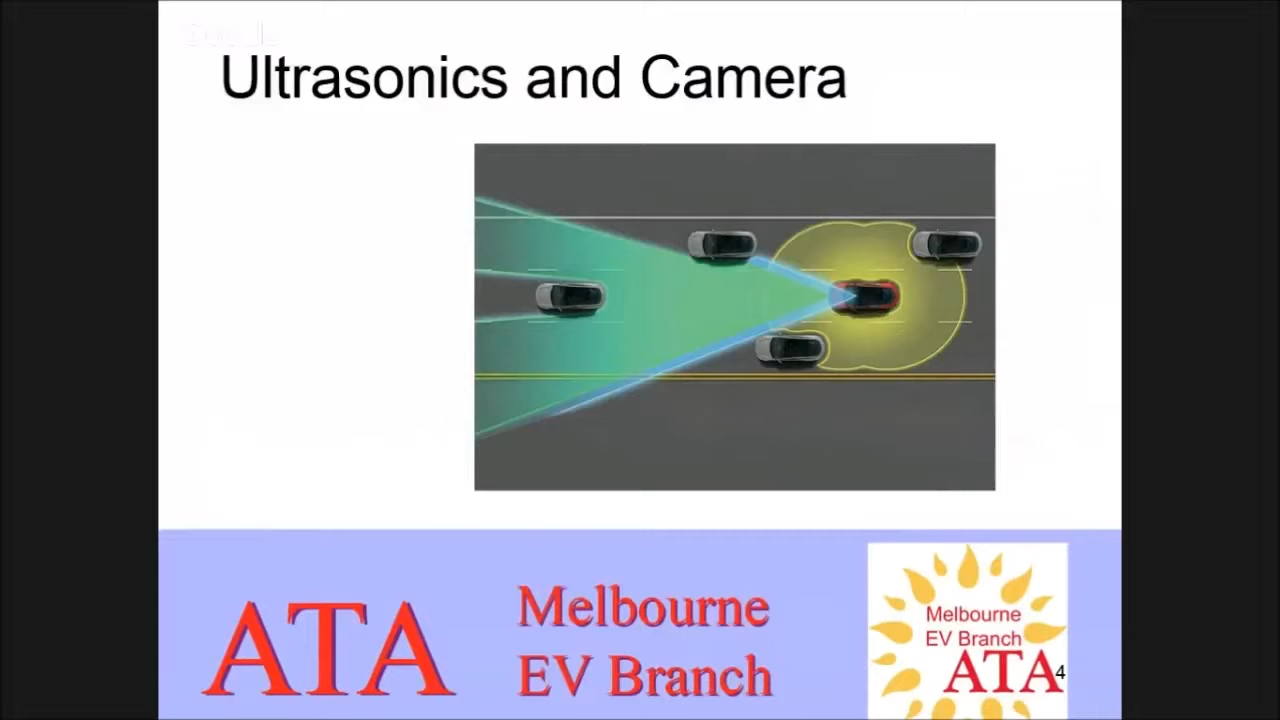 Ultrasonics and Camera
ATA
Melbourne
EV Branch
Melbourne
EV Branch
ATA
4